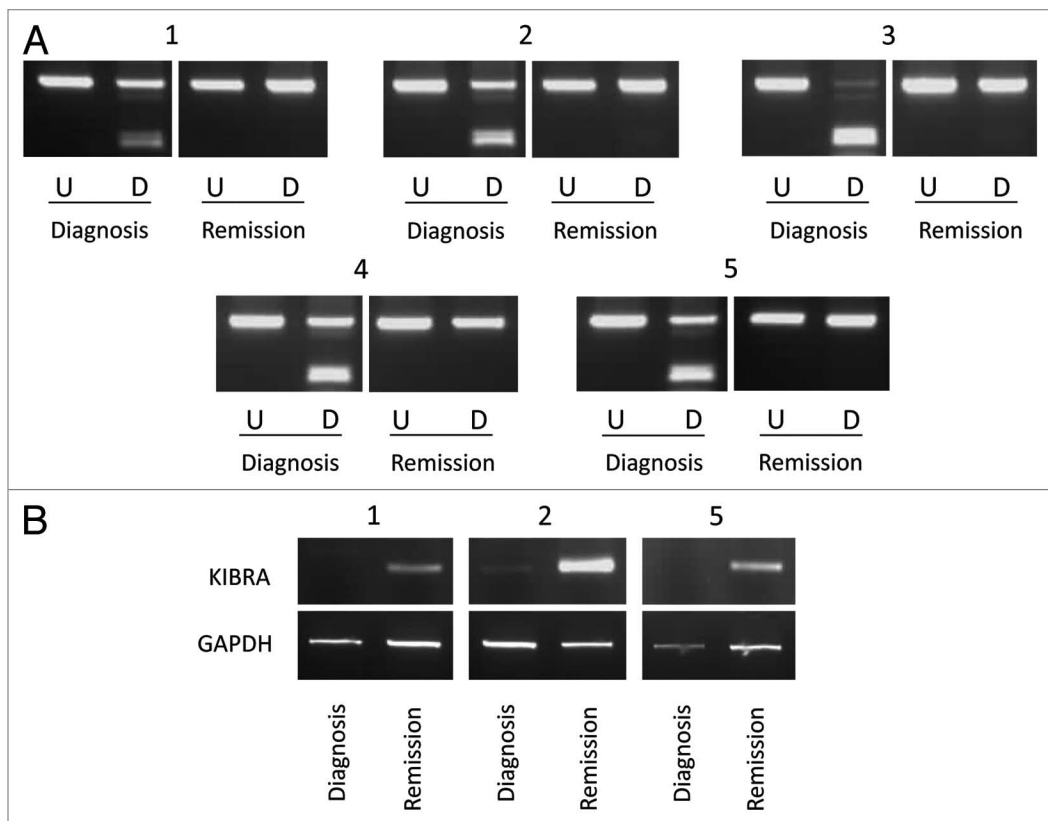 A
1 2 3
U D U D U D U D U D U D
Diagnosis Remission Diagnosis Remission Diagnosis Remission
4 5
U D U D U D U D
Diagnosis Remission Diagnosis Remission
B
1 2 5
KIBRA
GAPDH
Diagnosis Remission Diagnosis Remission Diagnosis Remission